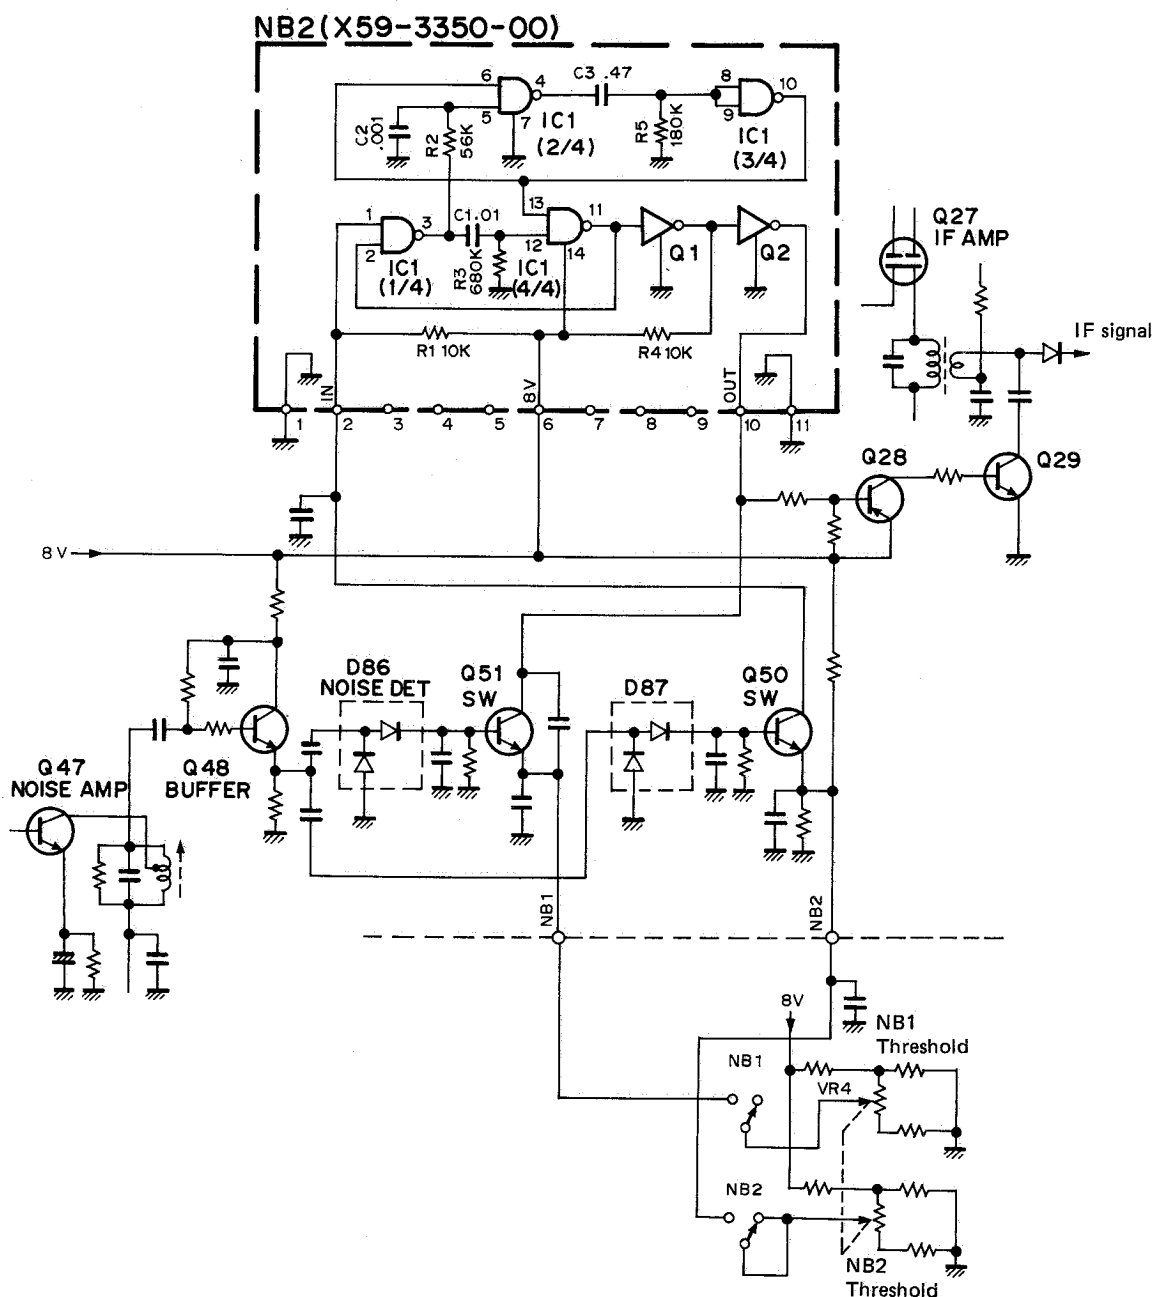 NB2(X59-3350-00)
6
5
4
7
C3 .47
8
9
10
C2 .001
R2 56K
IC1
(2/4)
R5 180K
IC1
(3/4)
1
2
3
C1.01
13
12
11
14
IC1
(1/4)
R3 680K
IC1
(4/4)
Q1
Q2
R1 10K
R4 10K
IN
8V
OUT
1
2
3
4
5
6
7
8
9
10
11
Q27
IF AMP
IF signal
Q28
Q29
8V
D86
NOISE DET
Q51
SW
D87
Q50
SW
Q47
NOISE AMP
Q48
BUFFER
NB1
NB2
8V
NB1
Threshold
NB1
VR4
NB2
NB2
Threshold